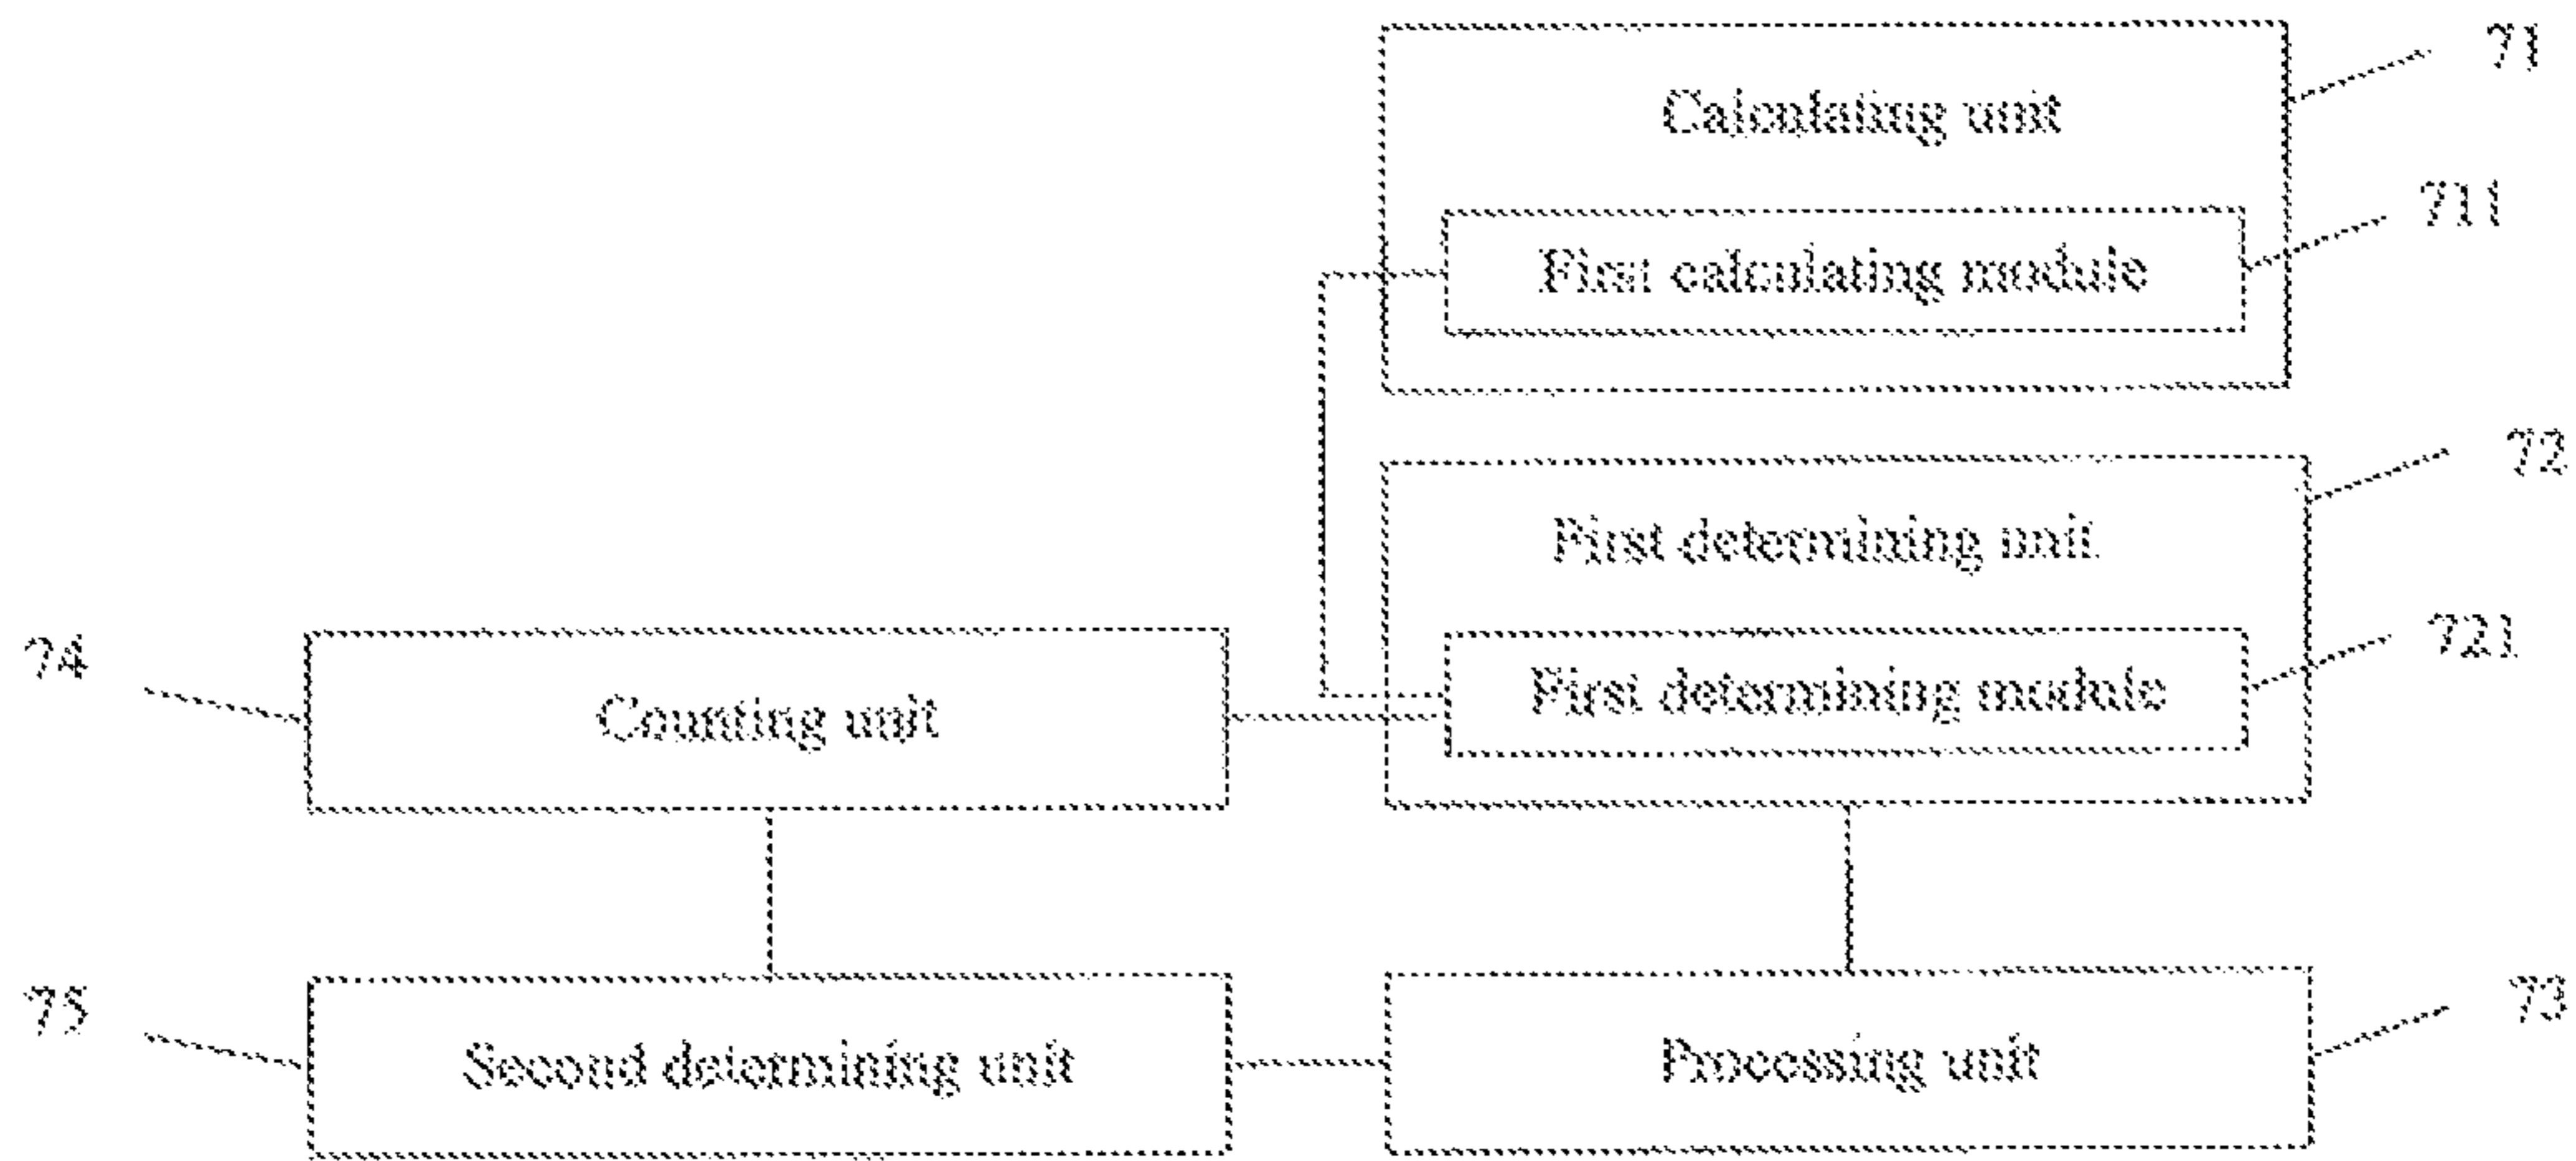 71
Calculating unit
711
First calculating module
72
First determining unit
721
First determining module
74
Counting unit
75
Second determining unit
73
Processing unit